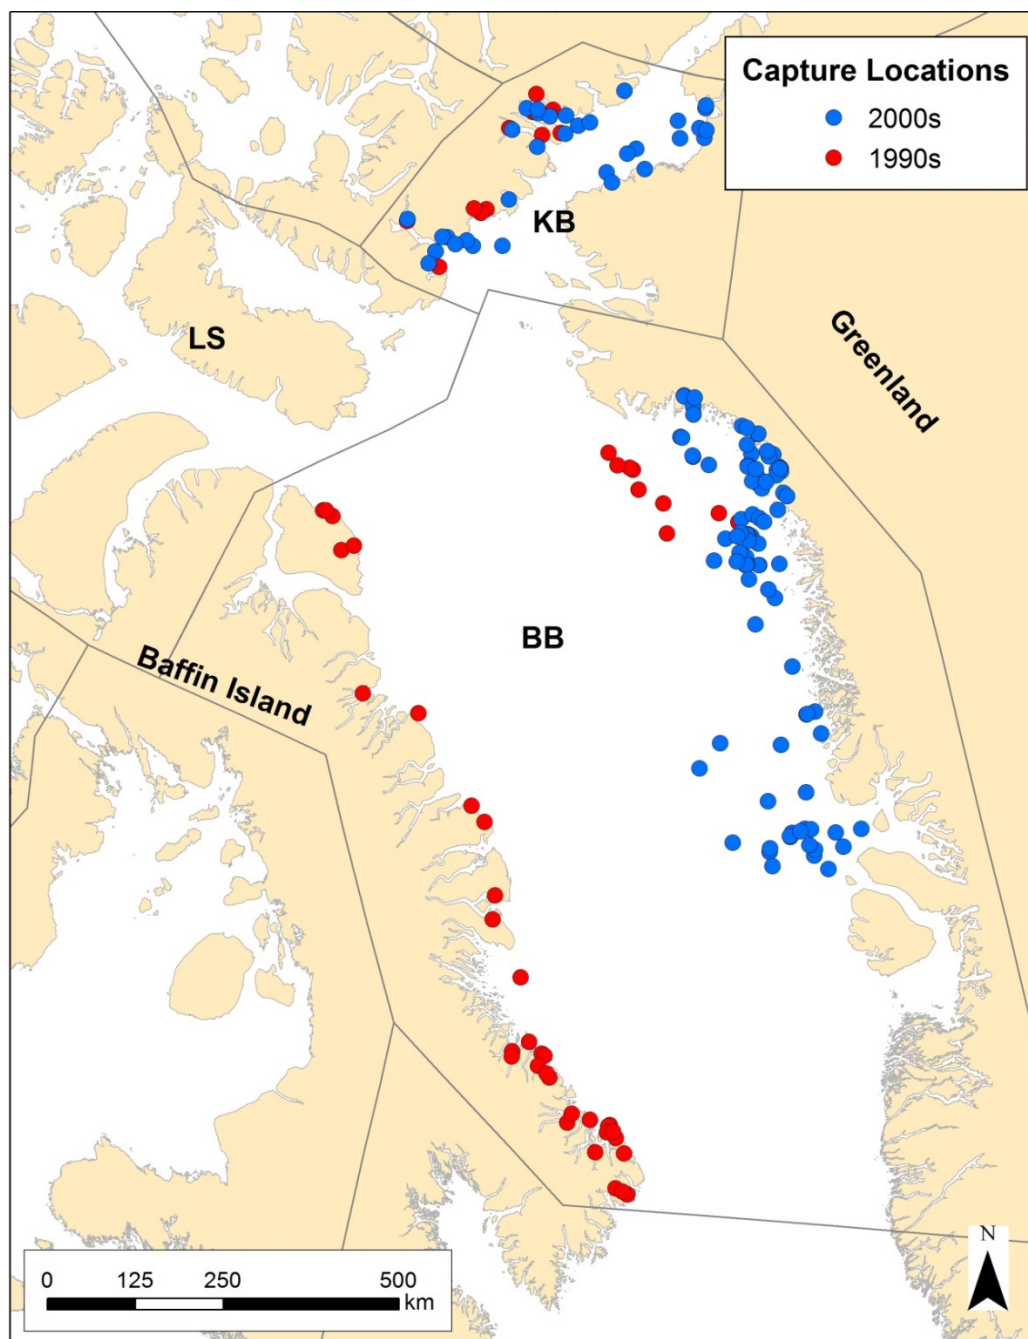 Capture Locations
2000s
1990s
KB
LS
Greenland
BB
Baffin Island
0 125 250 500
km
N